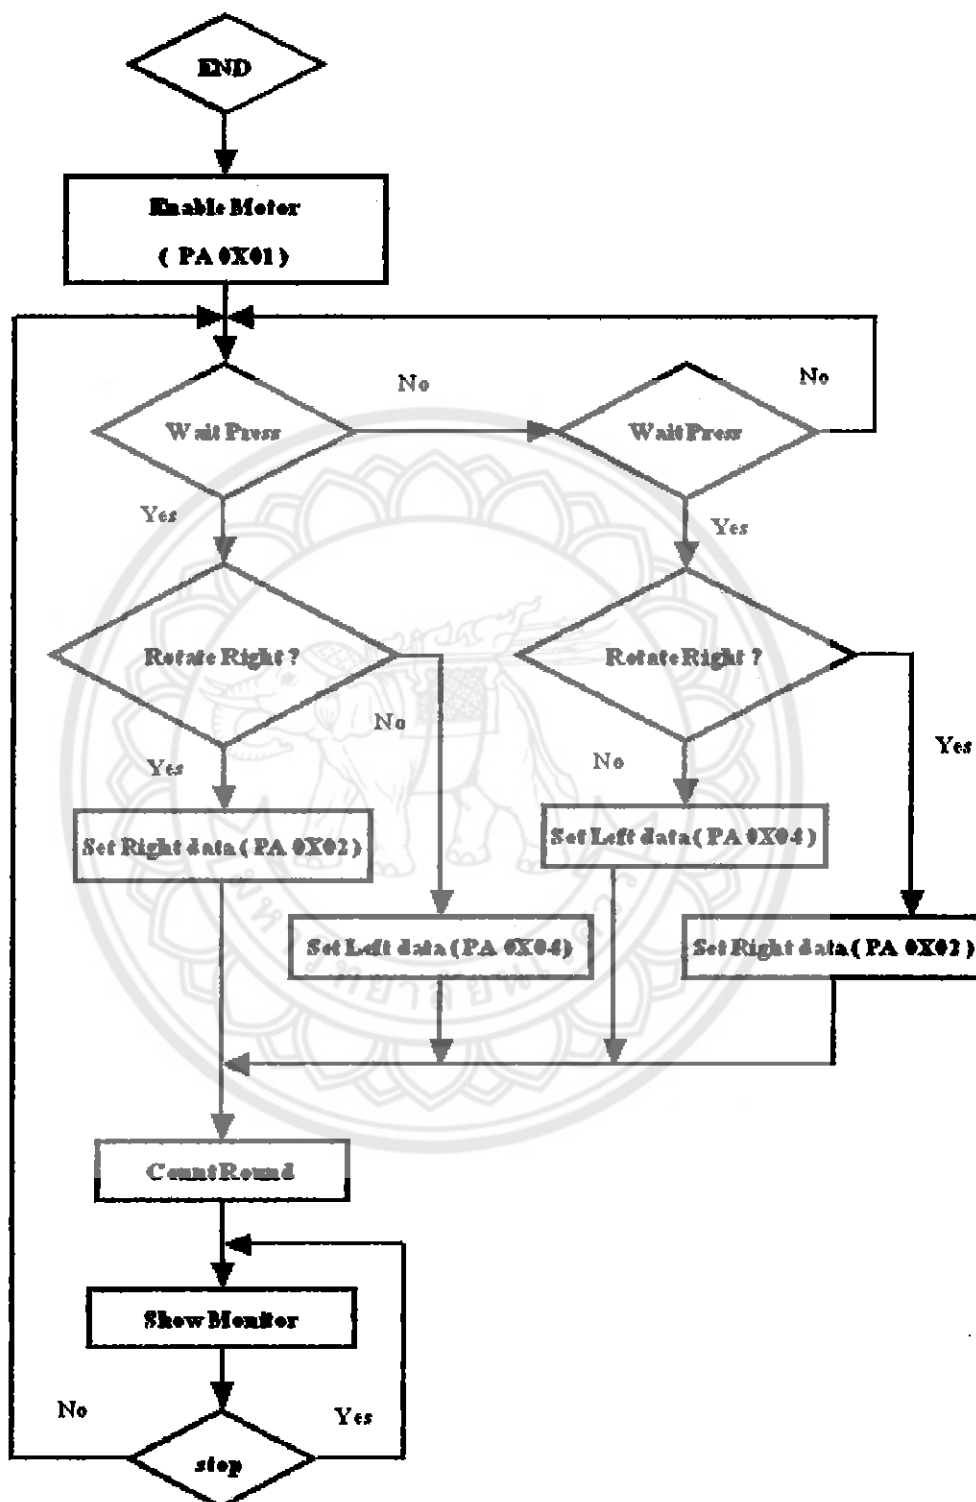 END
Enable Motor
( PA 0X01 )
No
No
Wait Press
Wait Press
Yes
Yes
Rotate Right ?
Rotate Right ?
No
Yes
Yes
No
Set Right data ( PA 0X02 )
Set Left data ( PA 0X04 )
Set Left data ( PA 0X04 )
Set Right data ( PA 0X02 )
Count Round
Show Monitor
No
Yes
stop